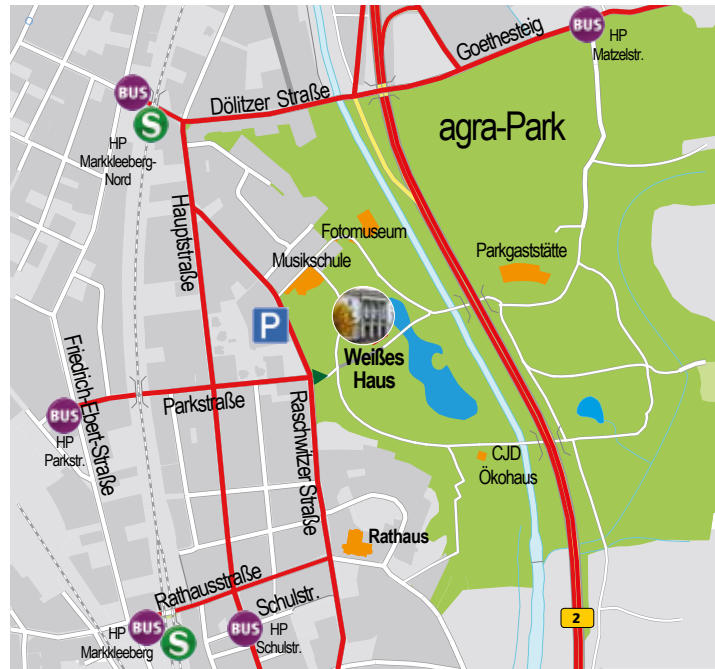 BUS
HP
Matzelstr.
Goethesteig
Dölitzer Straße
BUS
S
HP
Markkleeberg-
Nord
agra-Park
Hauptstraße
Fotomuseum
Musikschule
Parkgaststätte
P
Weißes
Haus
Friedrich-Ebert-Straße
Parkstraße
BUS
HP
Parkstr.
Raschwitzer Straße
CJD
Ökohaus
Rathaus
Rathausstraße
Schulstr.
2
BUS
HP
Markkleeberg
S
BUS
HP
Schulstr.